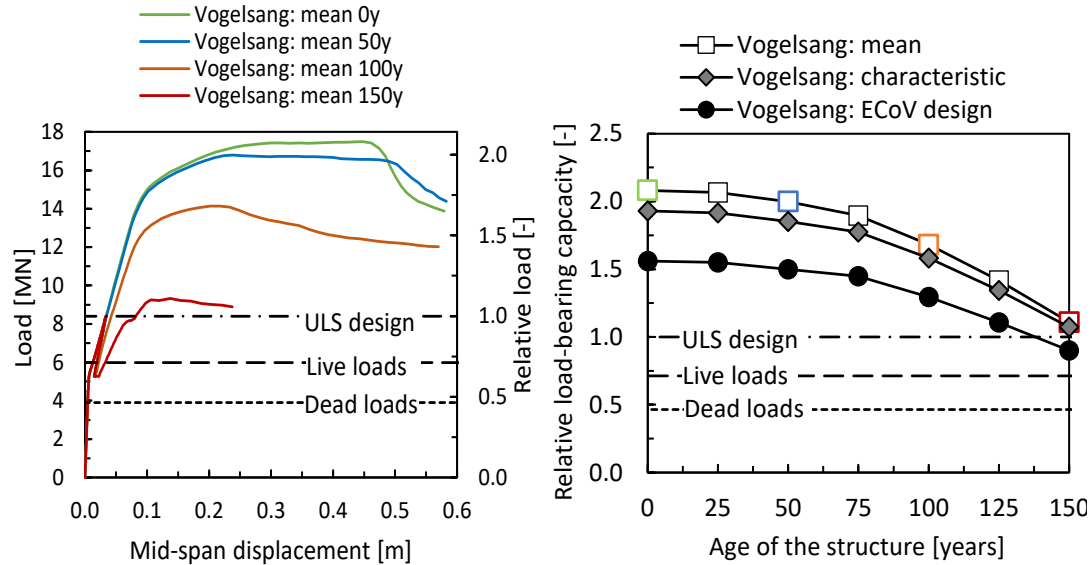 Vogelsang: mean 0y
Vogelsang: mean 50y
Vogelsang: mean 100y
Vogelsang: mean 150y
Load [MN]
18
16
14
12
10
8
6
4
2
0
0.0 0.1 0.2 0.3 0.4 0.5 0.6
Mid-span displacement [m]
2.0
1.5
1.0
0.5
0.0
Relative load [-]
ULS design
Live loads
Dead loads
Vogelsang: mean
Vogelsang: characteristic
Vogelsang: ECoV design
Relative load-bearing capcacity [-]
2.5
2.0
1.5
1.0
0.5
0.0
ULS design
Live loads
Dead loads
0 25 50 75 100 125 150
Age of the structure [years]